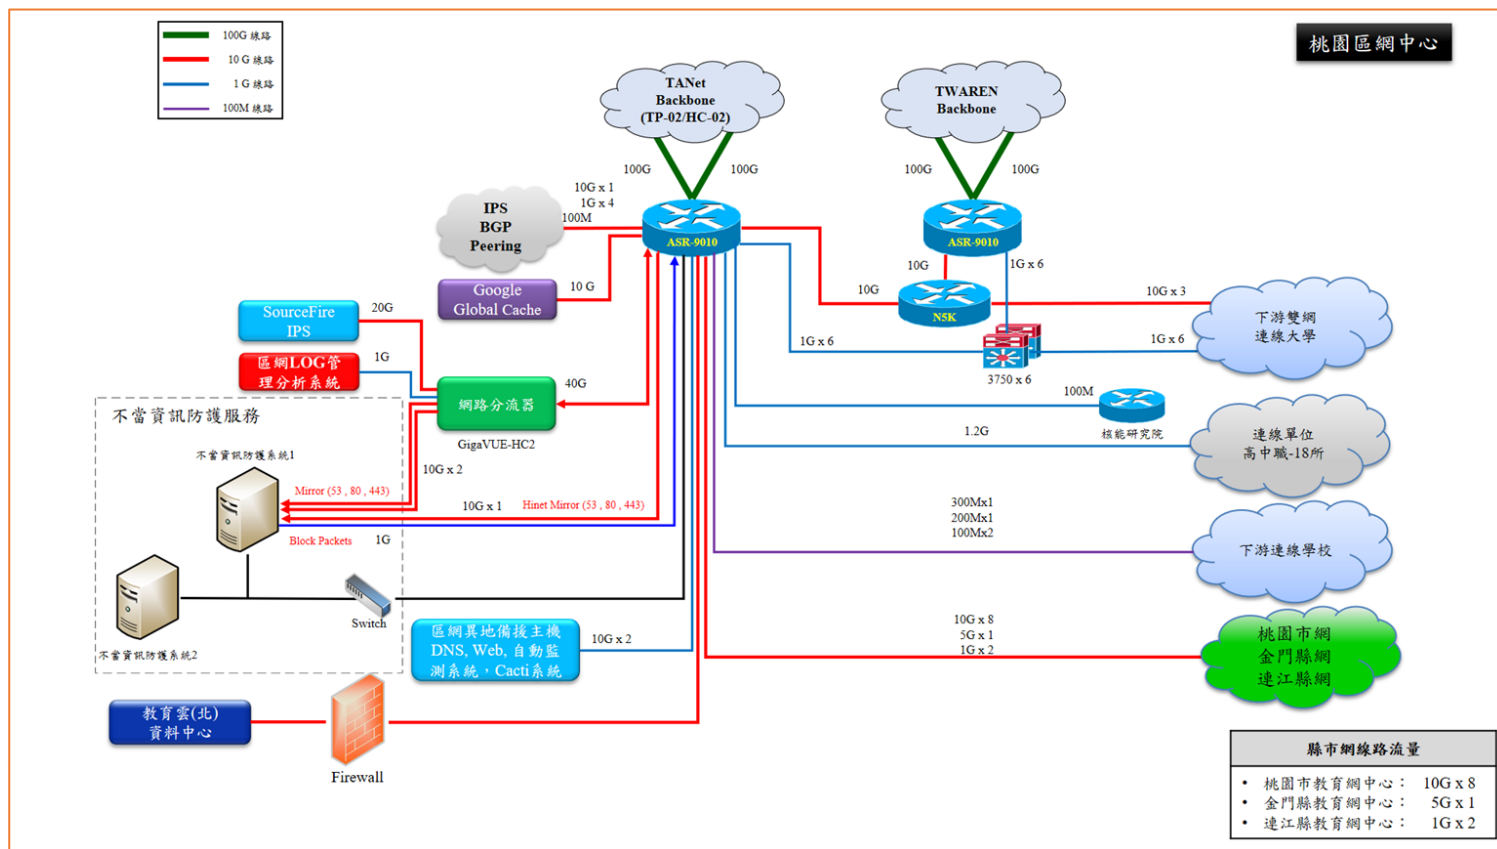 100G 線路
10 G 線路
1 G 線路
100M 線路
桃園區網中心
TANet
Backbone
(TP-02/HC-02)
TWAREN
Backbone
100G
100G
100G
100G
10G x 1
1G x 4
100M
IPS
BGP
Peering
ASR-9010
ASR-9010
10G
1G x 6
Google
Global Cache
10 G
10G
N5K
10G x 3
下游雙網
連線大學
SourceFire
IPS
20G
1G x 6
1G x 6
3750 x 6
區網LOG管
理分析系統
1G
網路分流器
GigaVUE-HC2
40G
100M
核能研究院
1.2G
連線單位
高中職-18所
不當資訊防護服務
不當資訊防護系統1
10G x 2
Mirror (53 , 80 , 443)
10G x 1
Hinet Mirror (53 , 80 , 443)
Block Packets
1G
300Mx1
200Mx1
100Mx2
下游連線學校
Switch
不當資訊防護系統2
區網異地備援主機
DNS, Web, 自動監
測系統，Cacti系統
10G x 2
10G x 8
5G x 1
1G x 2
桃園市網
金門縣網
連江縣網
教育雲(北)
資料中心
Firewall
縣市網線路流量
• 桃園市教育網中心： 10G x 8
• 金門縣教育網中心： 5G x 1
• 連江縣教育網中心： 1G x 2